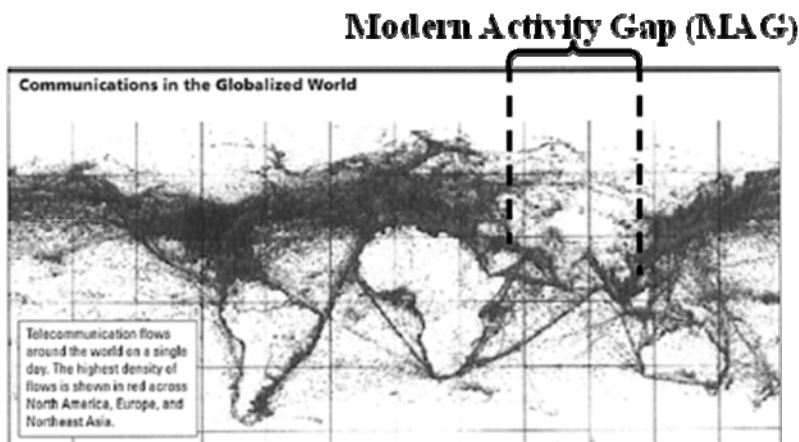 Modern Activity Gap (MAG)
Communications in the Globalized World
Telecommunication flows
around the world on a single
day. The highest density of
flows is shown in red across
North America, Europe, and
Northeast Asia.